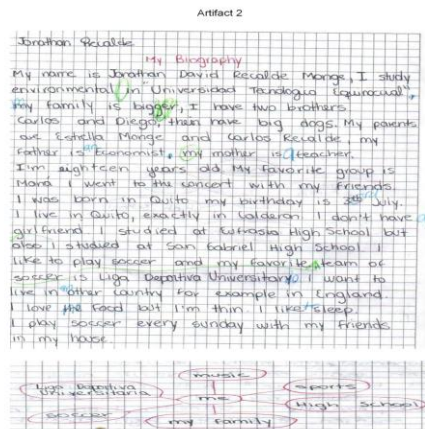 Artifact 2
Jonathan Recalde
My Biography
My name is Jonathan David Recalde Monge, I study
environmental in "Universidad Tecnologia Equinoccial",
my family is bigger, I have two brothers
Carlos and Diego, then have big dogs. My parents
are Estella Monge and Carlos Recalde, my
father is an Economist, my mother is a teacher.
I'm eighteen years old. My favorite group is
Maná I went to the concert with my friends.
I was born in Quito my birthday is July.
I live in Quito, exactly in Calderon I don't have a
girlfriend I studied at High School but
also I studied at San Gabriel High School I
like to play soccer and my favorite team of
soccer is Liga Deportiva Universitary I want to
live in other country for example in England.
I love the food but I'm thin. I like to sleep.
I play soccer every sunday with my friends
in my house.
music
Liga Deportiva
Universitaria
sports
me
High School
soccer
my family